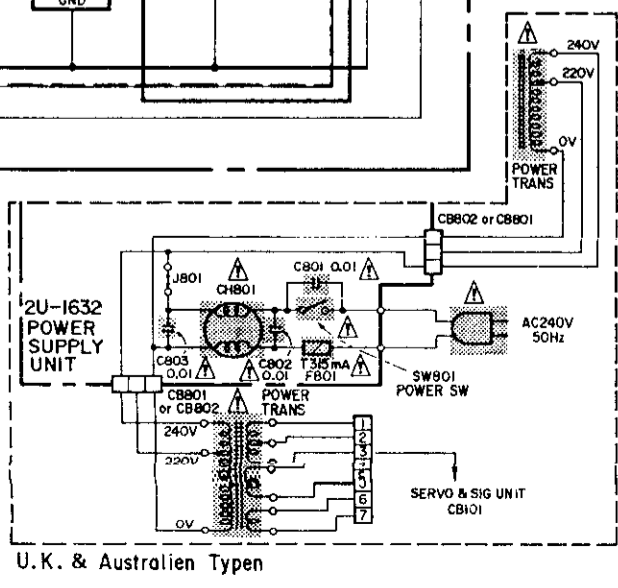 GND
240V
220V
0V
POWER
TRANS
CB802 or CB801
C801 0.01
J801
CH801
2U-1632
POWER
SUPPLY
UNIT
AC240V
50Hz
C803
0.01
C802
0.01
T315mA
F801
SW801
POWER SW
CB801
or CB802
POWER
TRANS
240V
220V
0V
1
2
3
4
5
6
7
SERVO & SIG UNIT
CB101
U.K. & Australien Typen